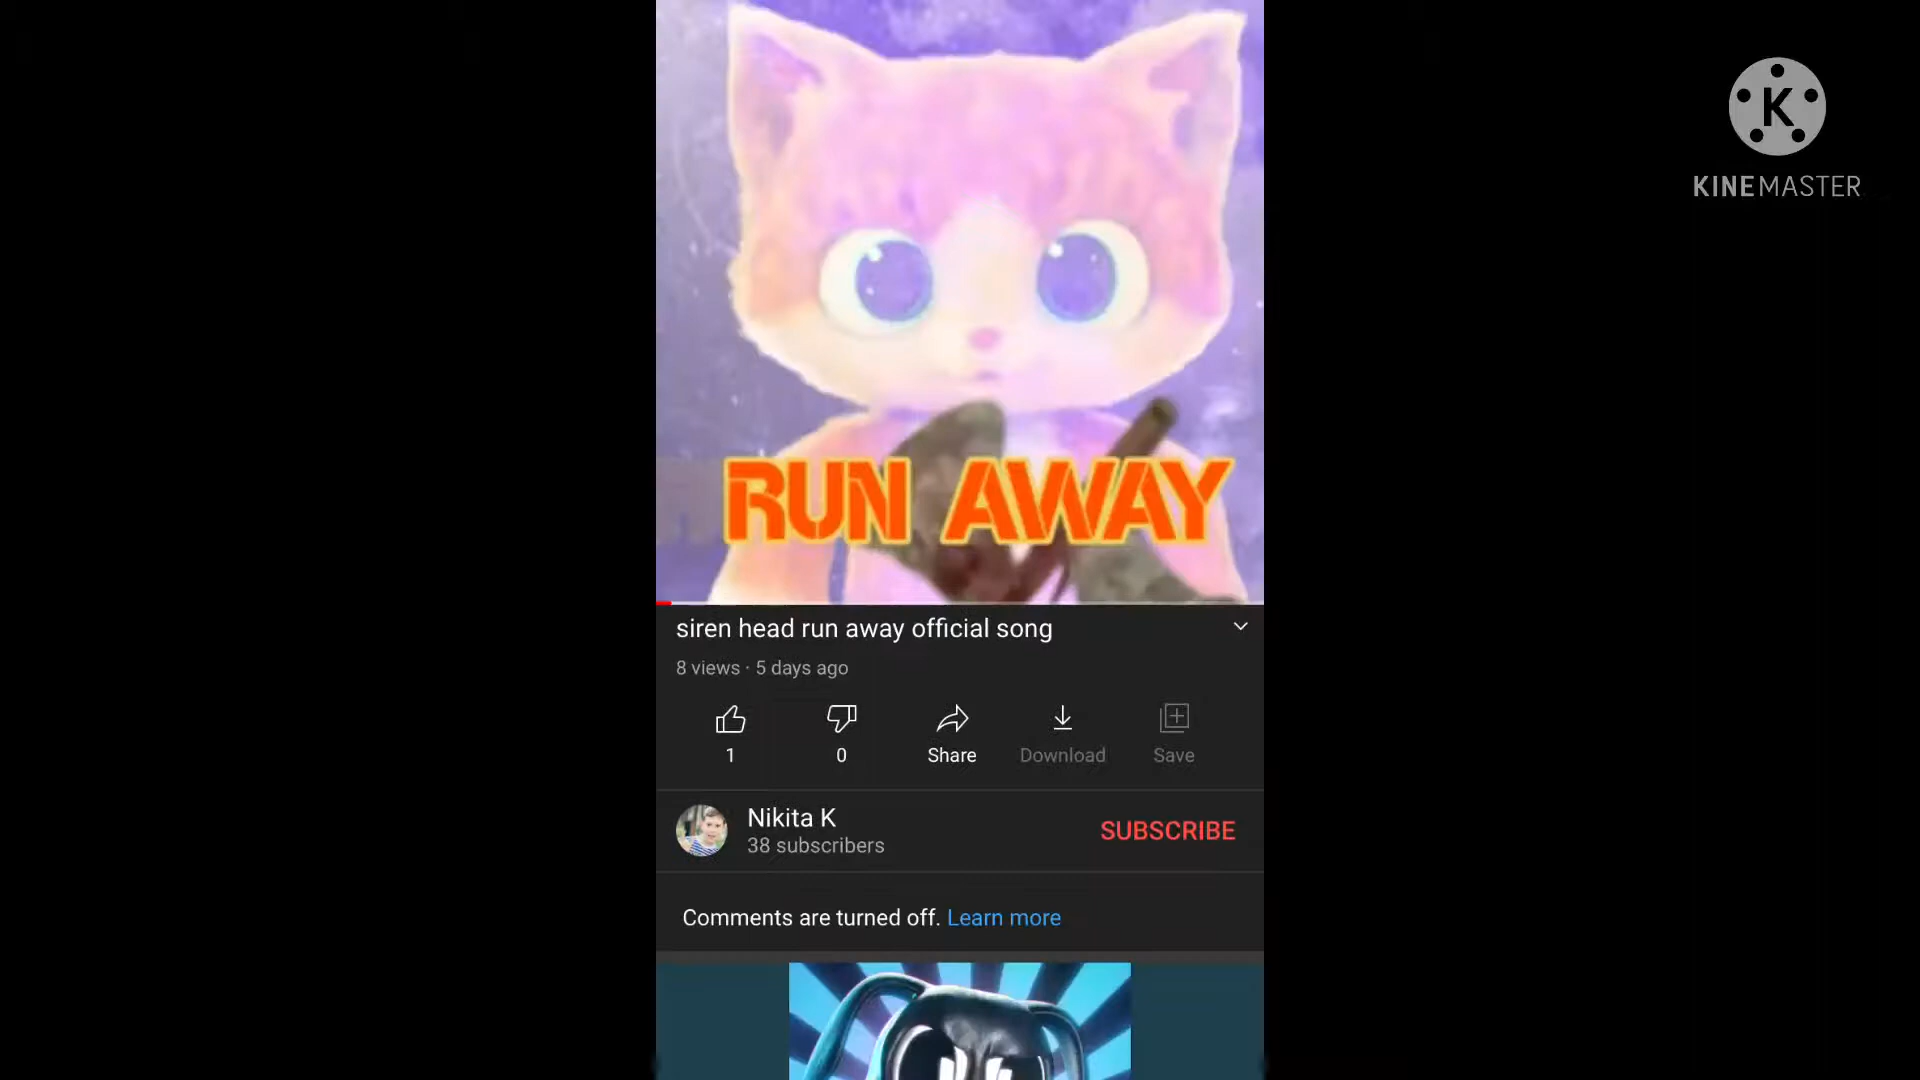 K
KINEMASTER
RUN AWAY
siren head run away official song
8 views · 5 days ago
1
0
Share
Download
Save
Nikita K
38 subscribers
SUBSCRIBE
Comments are turned off. Learn more